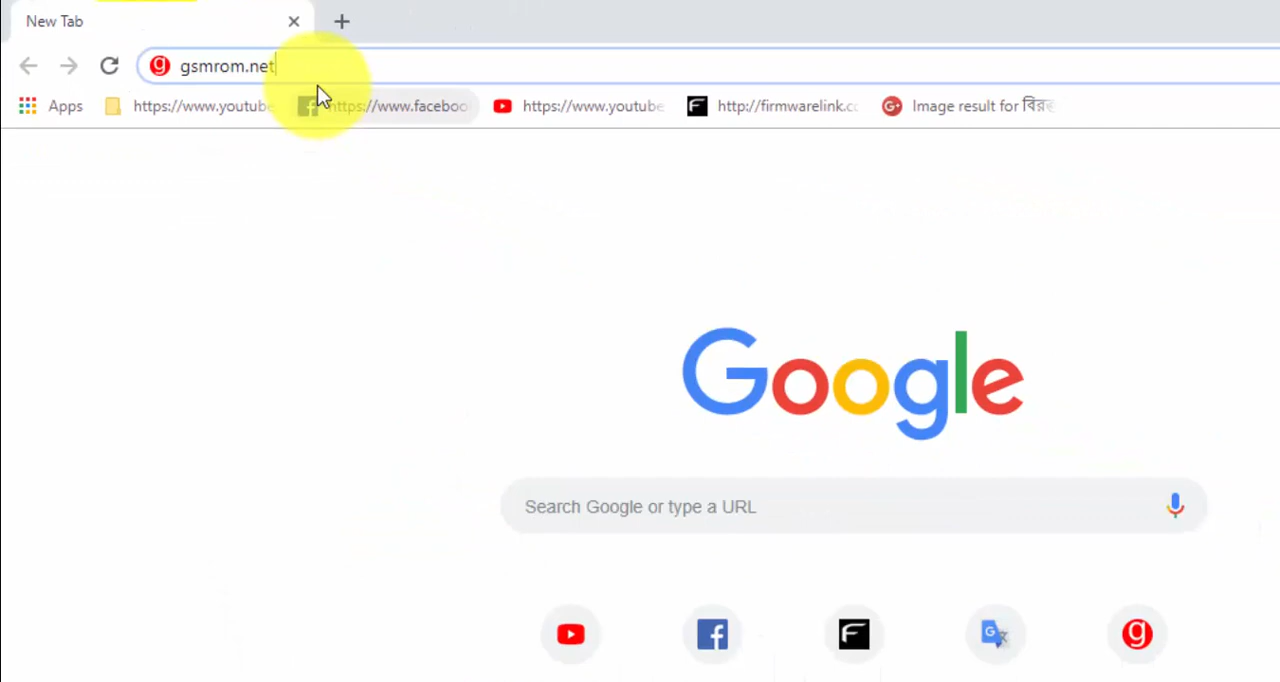 New Tab
gsmrom.net
Apps
https://www.youtube
https://www.faceboo
https://www.youtube
http://firmwarelink.co
Image result for
Google
Search Google or type a URL